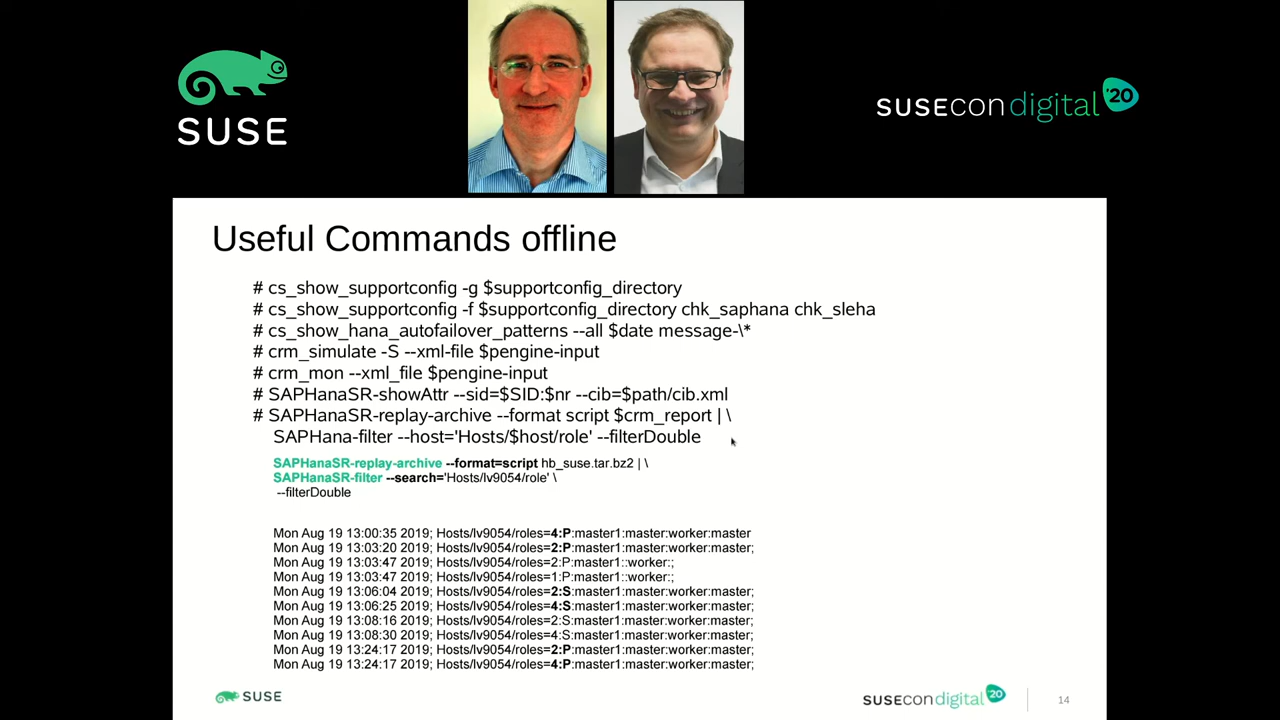 SUSE
SUSEcon digital '20
Useful Commands offline
# cs_show_supportconfig -g $supportconfig_directory
# cs_show_supportconfig -f $supportconfig_directory chk_saphana chk_sleha
# cs_show_hana_autofailover_patterns --all $date message-\*
# crm_simulate -S --xml-file $pengine-input
# crm_mon --xml_file $pengine-input
# SAPHanaSR-showAttr --sid=$SID:$nr --cib=$path/cib.xml
# SAPHanaSR-replay-archive --format script $crm_report | \
SAPHana-filter --host='Hosts/$host/role' --filterDouble
SAPHanaSR-replay-archive --format=script hb_suse.tar.bz2 | \
SAPHanaSR-filter --search='Hosts/lv9054/role' \
--filterDouble
Mon Aug 19 13:00:35 2019; Hosts/lv9054/roles=4:P:master1:master:worker:master
Mon Aug 19 13:03:20 2019; Hosts/lv9054/roles=2:P:master1:master:worker:master;
Mon Aug 19 13:03:47 2019; Hosts/lv9054/roles=2:P:master1::worker:;
Mon Aug 19 13:03:47 2019; Hosts/lv9054/roles=1:P:master1::worker:;
Mon Aug 19 13:06:04 2019; Hosts/lv9054/roles=2:S:master1:master:worker:master;
Mon Aug 19 13:06:25 2019; Hosts/lv9054/roles=4:S:master1:master:worker:master;
Mon Aug 19 13:08:16 2019; Hosts/lv9054/roles=2:S:master1:master:worker:master;
Mon Aug 19 13:08:30 2019; Hosts/lv9054/roles=4:S:master1:master:worker:master;
Mon Aug 19 13:24:17 2019; Hosts/lv9054/roles=2:P:master1:master:worker:master;
Mon Aug 19 13:24:17 2019; Hosts/lv9054/roles=4:P:master1:master:worker:master;
SUSE
SUSEcon digital '20
14